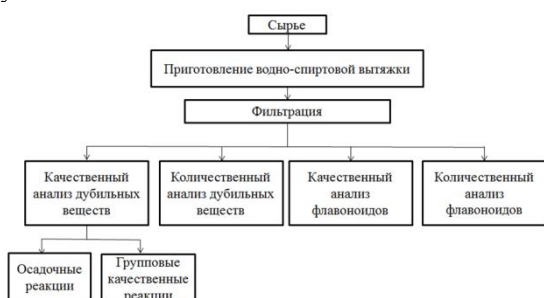 Сырье
Приготовление водно-спиртовой вытяжки
Фильтрация
Качественный
анализ дубильных
веществ
Количественный
анализ дубильных
веществ
Качественный
анализ
флавоноидов
Количественный
анализ
флавоноидов
Осадочные
реакции
Групповые
качественные
реакции